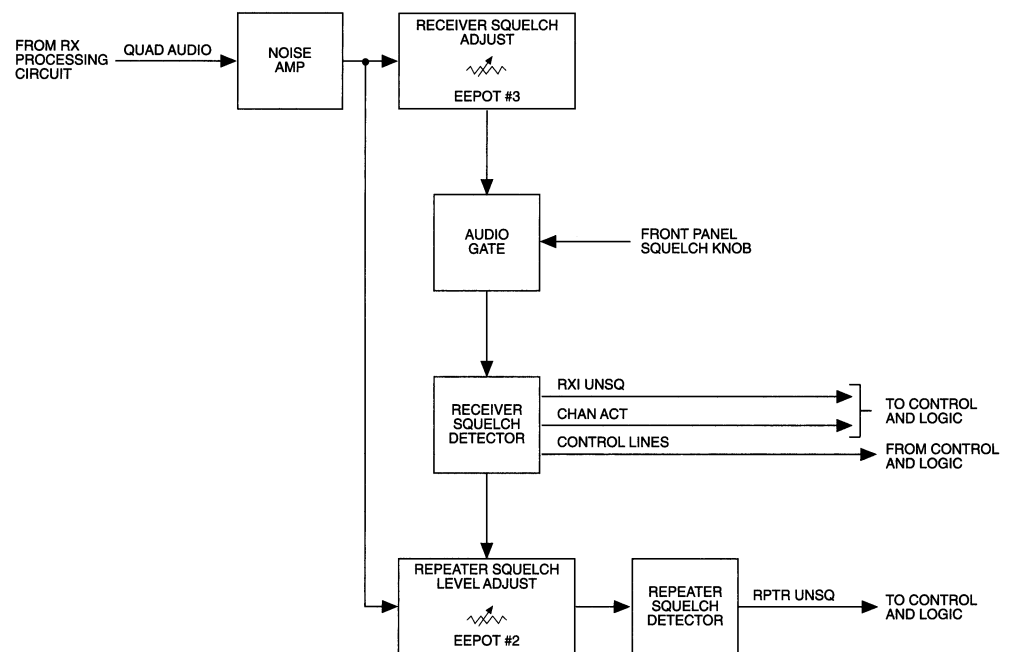 FROM RX
PROCESSING
CIRCUIT
QUAD AUDIO
NOISE
AMP
RECEIVER SQUELCH
ADJUST
EEPOT #3
AUDIO
GATE
FRONT PANEL
SQUELCH KNOB
RECEIVER
SQUELCH
DETECTOR
RXI UNSQ
CHAN ACT
CONTROL LINES
TO CONTROL
AND LOGIC
FROM CONTROL
AND LOGIC
REPEATER SQUELCH
LEVEL ADJUST
EEPOT #2
REPEATER
SQUELCH
DETECTOR
RPTR UNSQ
TO CONTROL
AND LOGIC